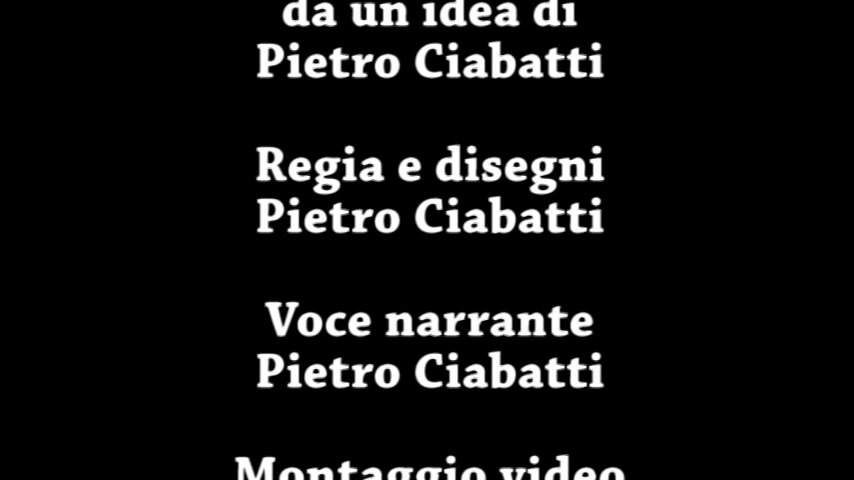 da un idea di
Pietro Ciabatti
Regia e disegni
Pietro Ciabatti
Voce narrante
Pietro Ciabatti
Montaggio video